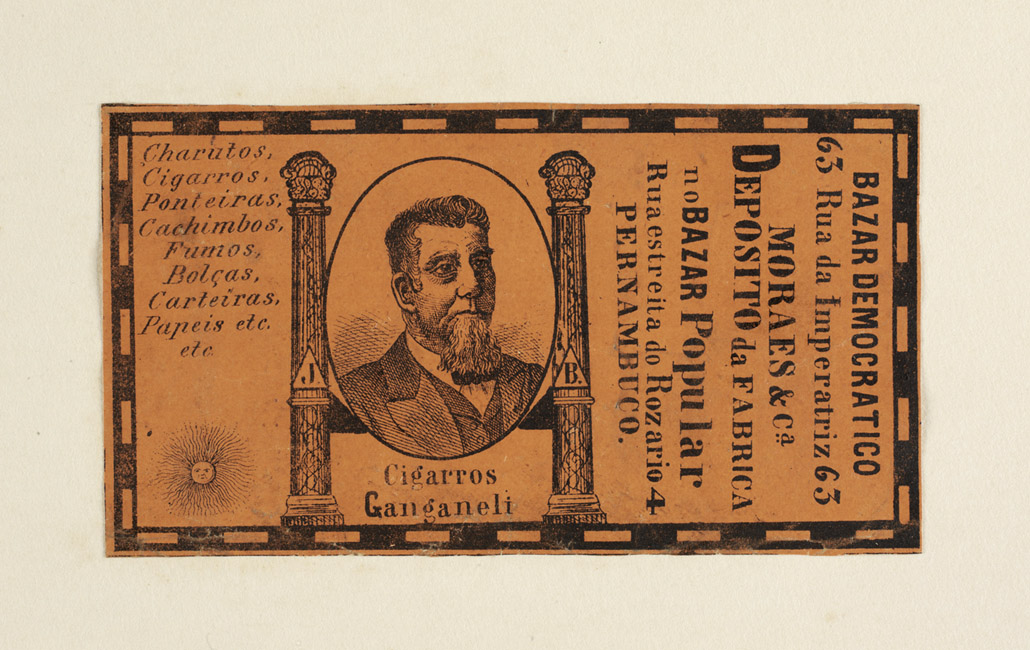 Charutos,
Cigarros,
Ponteiras,
Cachimbos,
Fumos,
Bolças,
Carteiras,
Papeis etc.
etc
J.
B.
Cigarros
Ganganeli
BAZAR DEMOCRATICO
63 Rua da Imperatriz 63
MORAES & Cª
DEPOSITO da FABRICA
no BAZAR Popular
Rua estreita do Rozario 4
PERNAMBUCO.